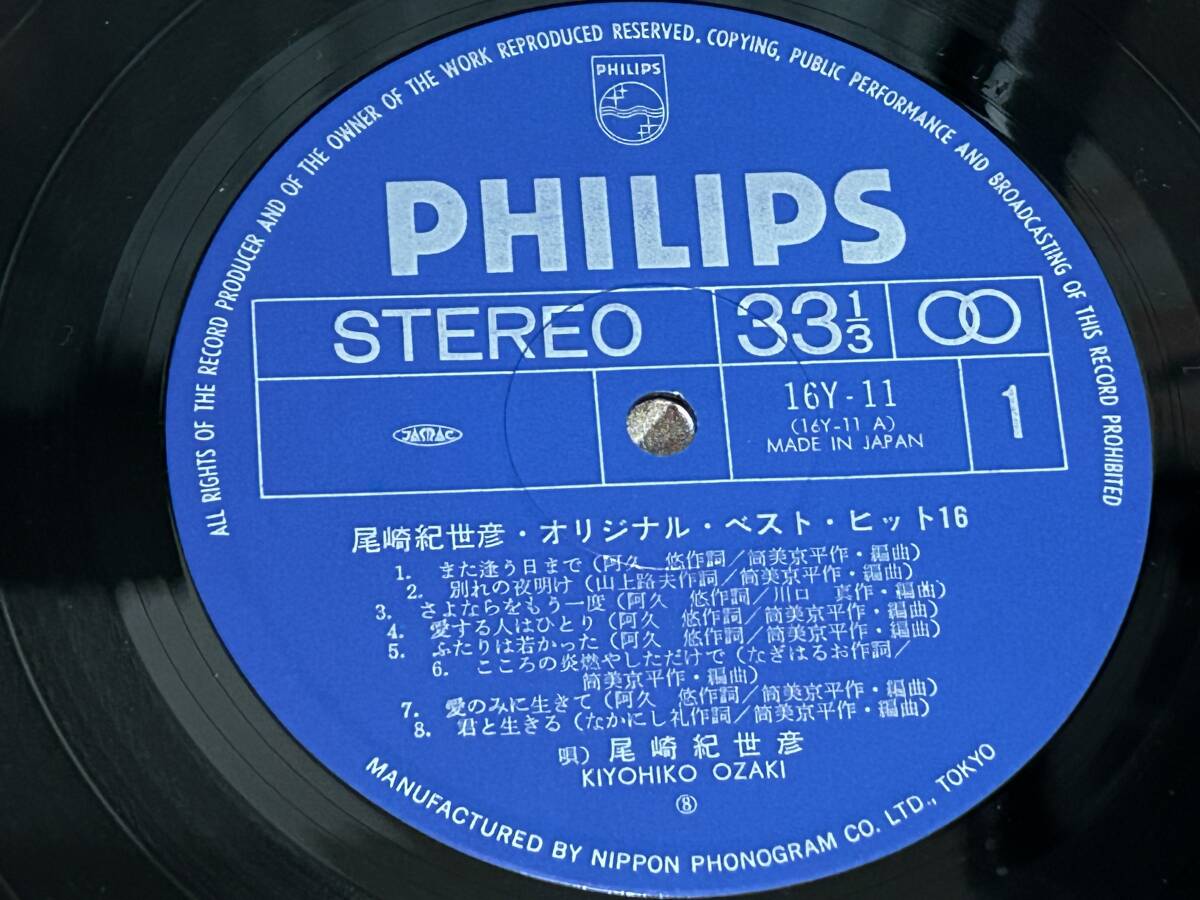 ALL RIGHTS OF THE RECORD PRODUCER AND OF THE OWNER OF THE WORK REPRODUCED RESERVED. COPYING, PUBLIC PERFORMANCE AND BROADCASTING OF THIS RECORD PROHIBITED
PHILIPS
PHILIPS
STEREO 33 1/3
JASRAC
16Y-11
(16Y-11 A)
MADE IN JAPAN
1
尾崎紀世彦・オリジナル・ベスト・ヒット16
1. また逢う日まで (阿久 悠作詞/筒美京平作・編曲)
2. 別れの夜明け (山上路夫作詞/筒美京平作・編曲)
3. さよならをもう一度 (阿久 悠作詞/川口 真作・編曲)
4. 愛する人はひとり (阿久 悠作詞/筒美京平作・編曲)
5. ふたりは若かった (阿久 悠作詞/筒美京平作・編曲)
6. こころの炎燃やしただけで (なぎはるお作詞/
筒美京平作・編曲)
7. 愛のみに生きて (阿久 悠作詞/筒美京平作・編曲)
8. 君と生きる (なかにし礼作詞/筒美京平作・編曲)
唄) 尾崎紀世彦
KIYOHIKO OZAKI
⑧
MANUFACTURED BY NIPPON PHONOGRAM CO. LTD., TOKYO